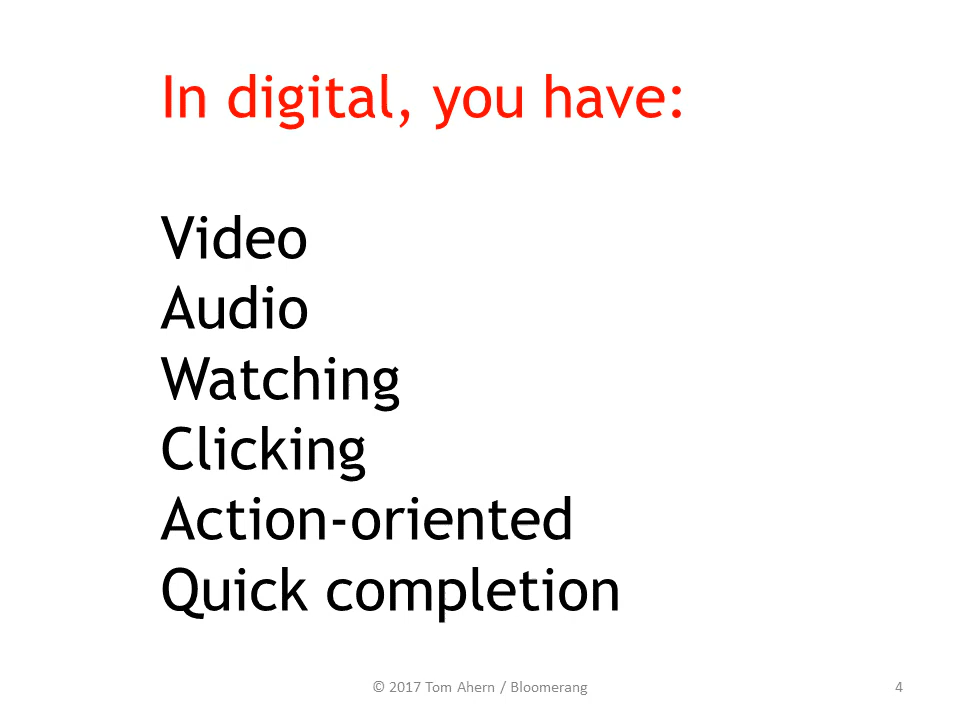 In digital, you have:
Video
Audio
Watching
Clicking
Action-oriented
Quick completion
© 2017 Tom Ahern / Bloomerang
4